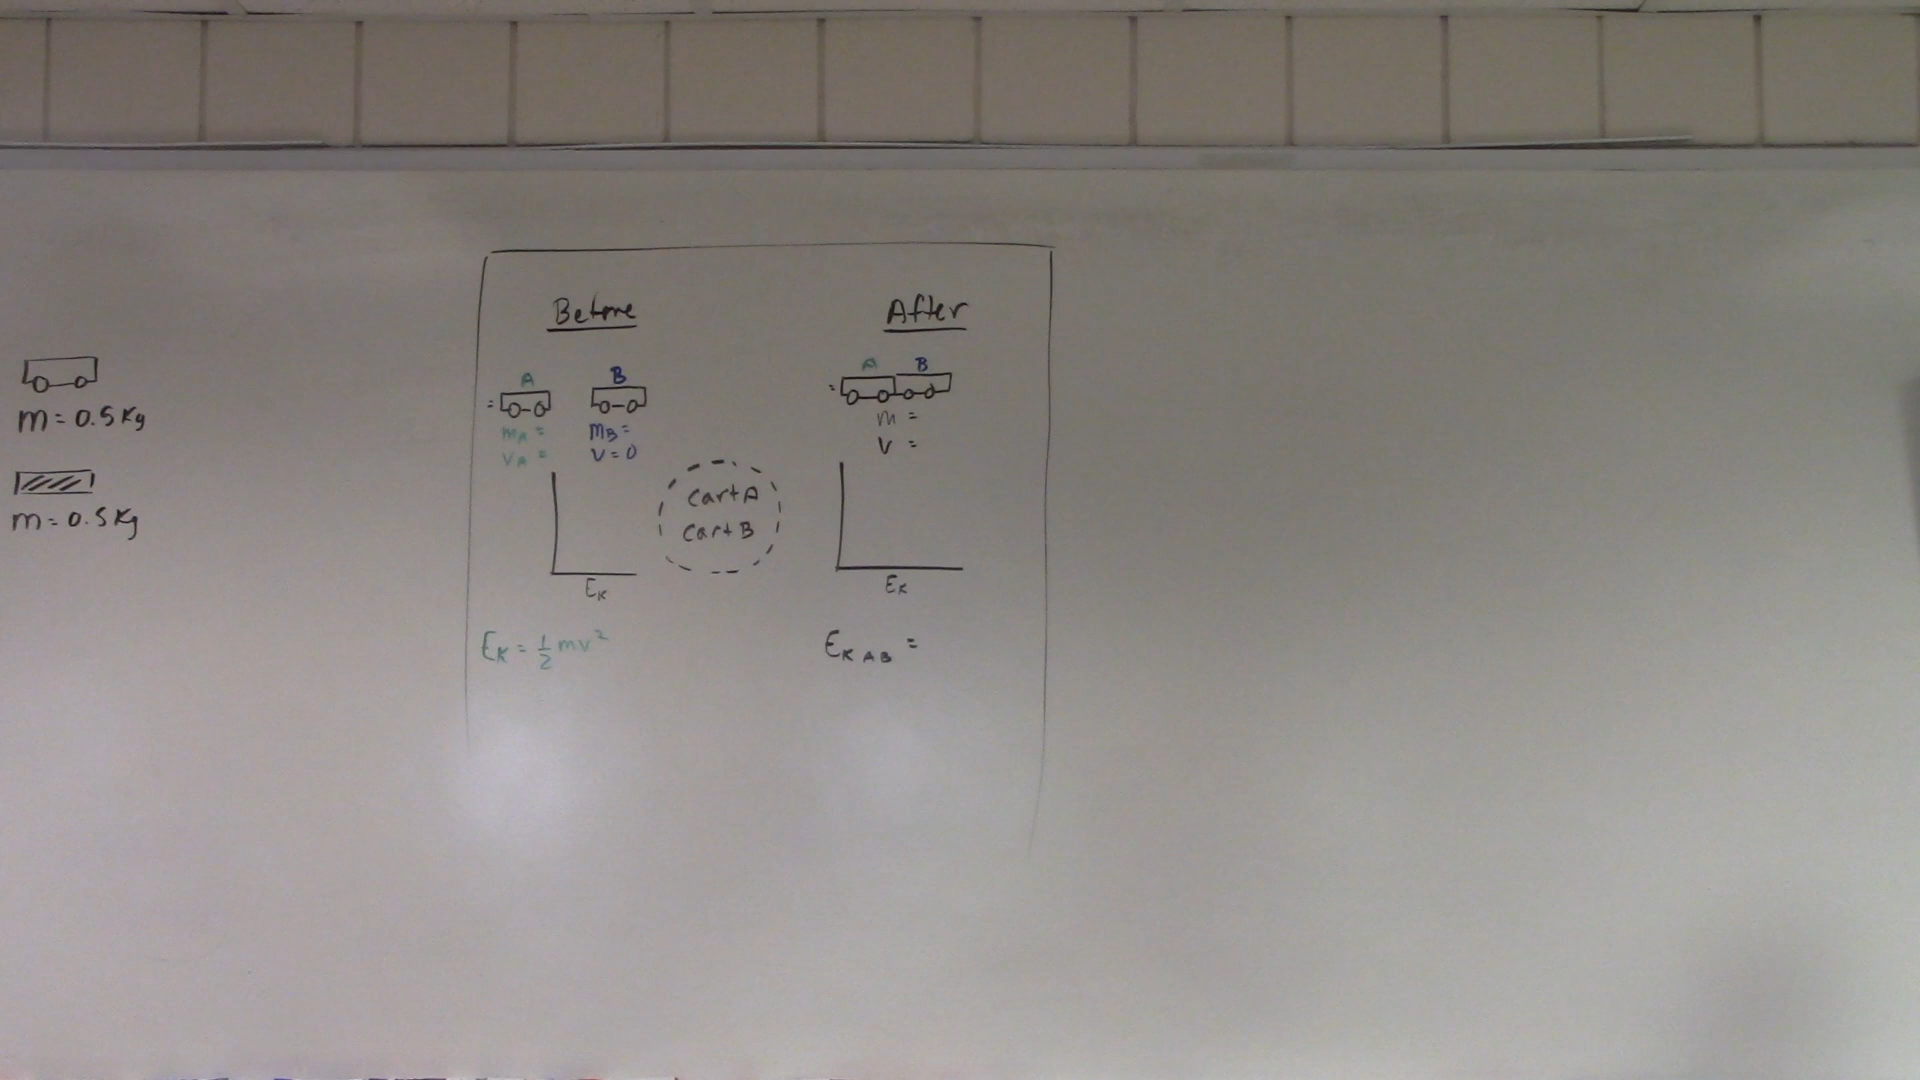 m = 0.5 Kg
m = 0.5 Kg
Before
After
A
B
mA =
mB =
vA =
v = 0
A
B
m =
v =
Cart A
Cart B
EK
EK
EK = 1/2 mv²
EK AB =